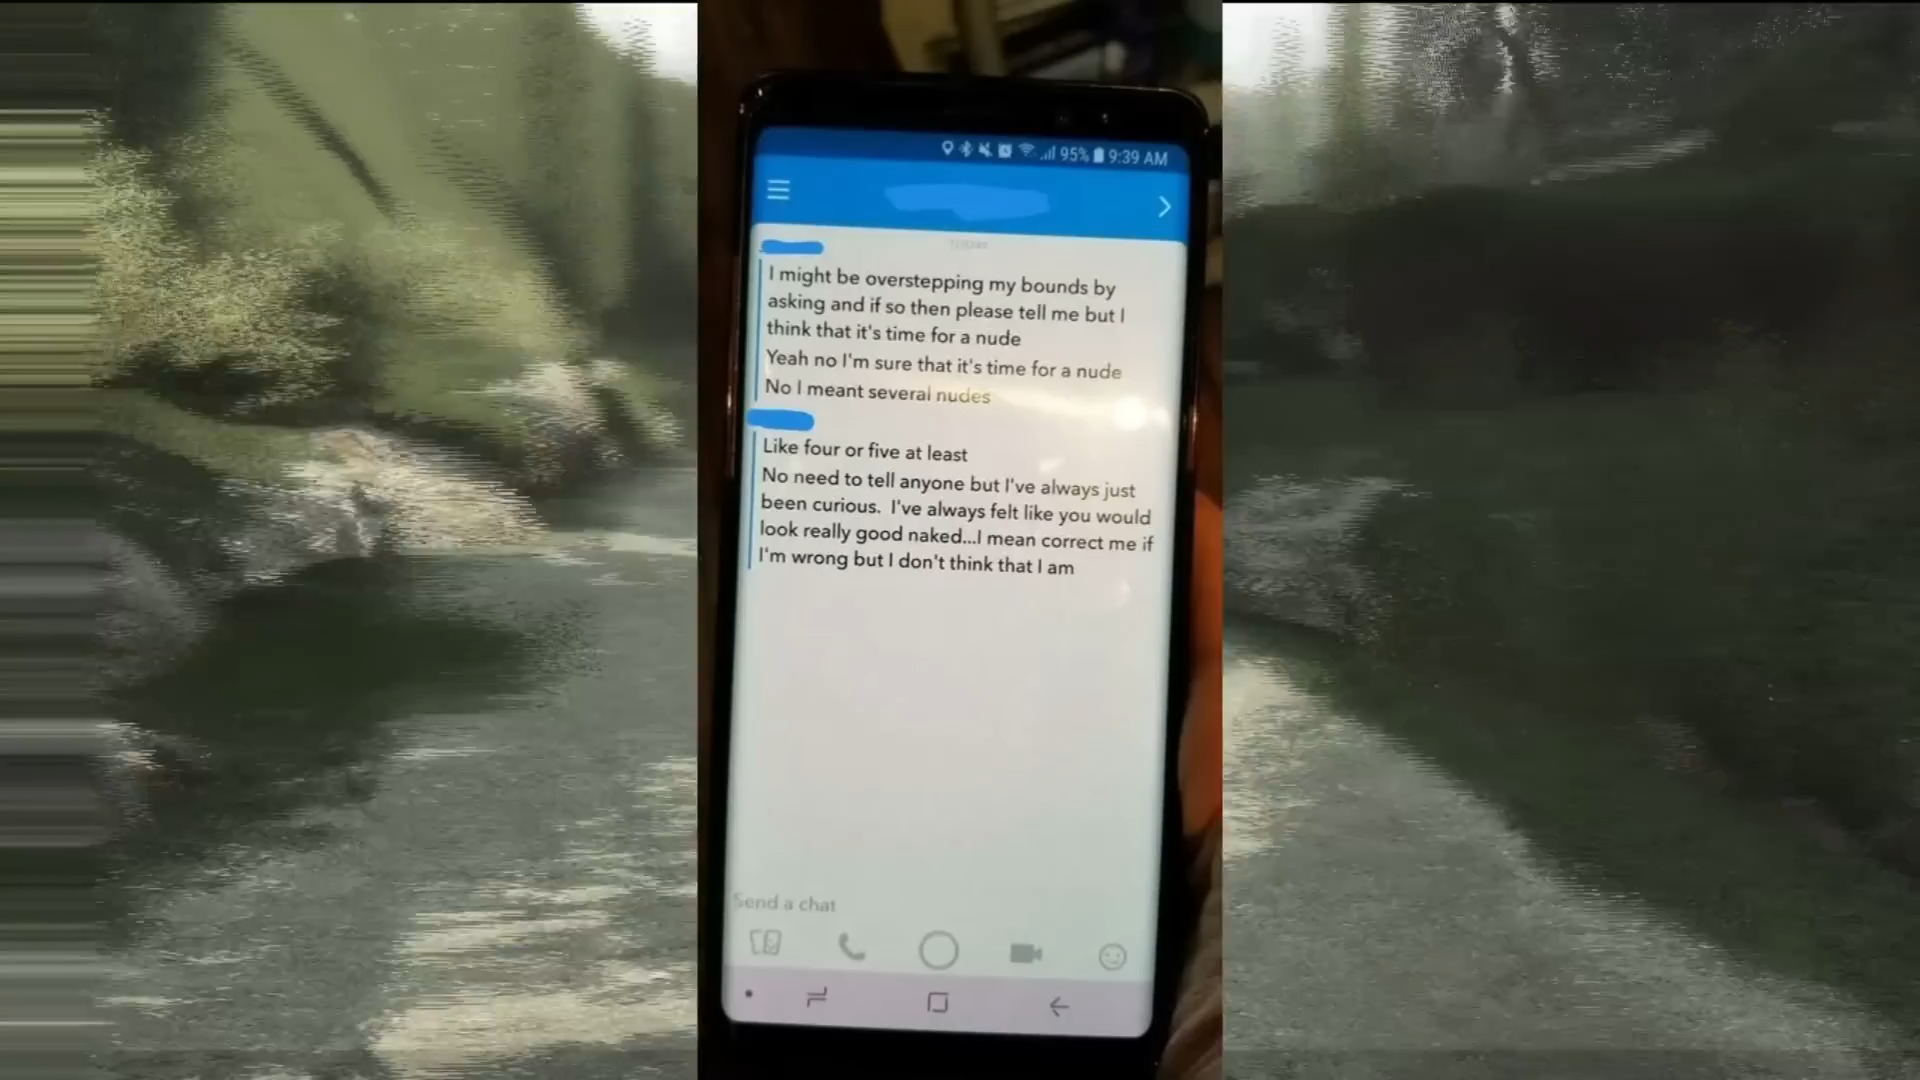 95% 9:39 AM
I might be overstepping my bounds by
asking and if so then please tell me but I
think that it's time for a nude
Yeah no I'm sure that it's time for a nude
No I meant several nudes
Like four or five at least
No need to tell anyone but I've always just
been curious. I've always felt like you would
look really good naked...I mean correct me if
I'm wrong but I don't think that I am
Send a chat